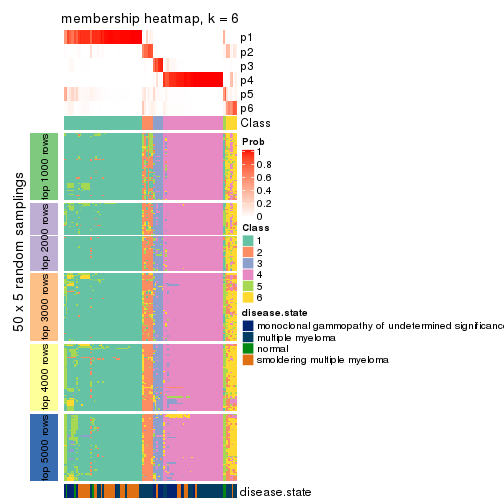 membership heatmap, k = 6
p1
p2
p3
p4
p5
p6
Class
50 x 5 random samplings
top 1000 rows
top 2000 rows
top 3000 rows
top 4000 rows
top 5000 rows
disease.state
Prob
1
0.8
0.6
0.4
0.2
0
Class
1
2
3
4
5
6
disease.state
monoclonal gammopathy of undetermined significance
multiple myeloma
normal
smoldering multiple myeloma